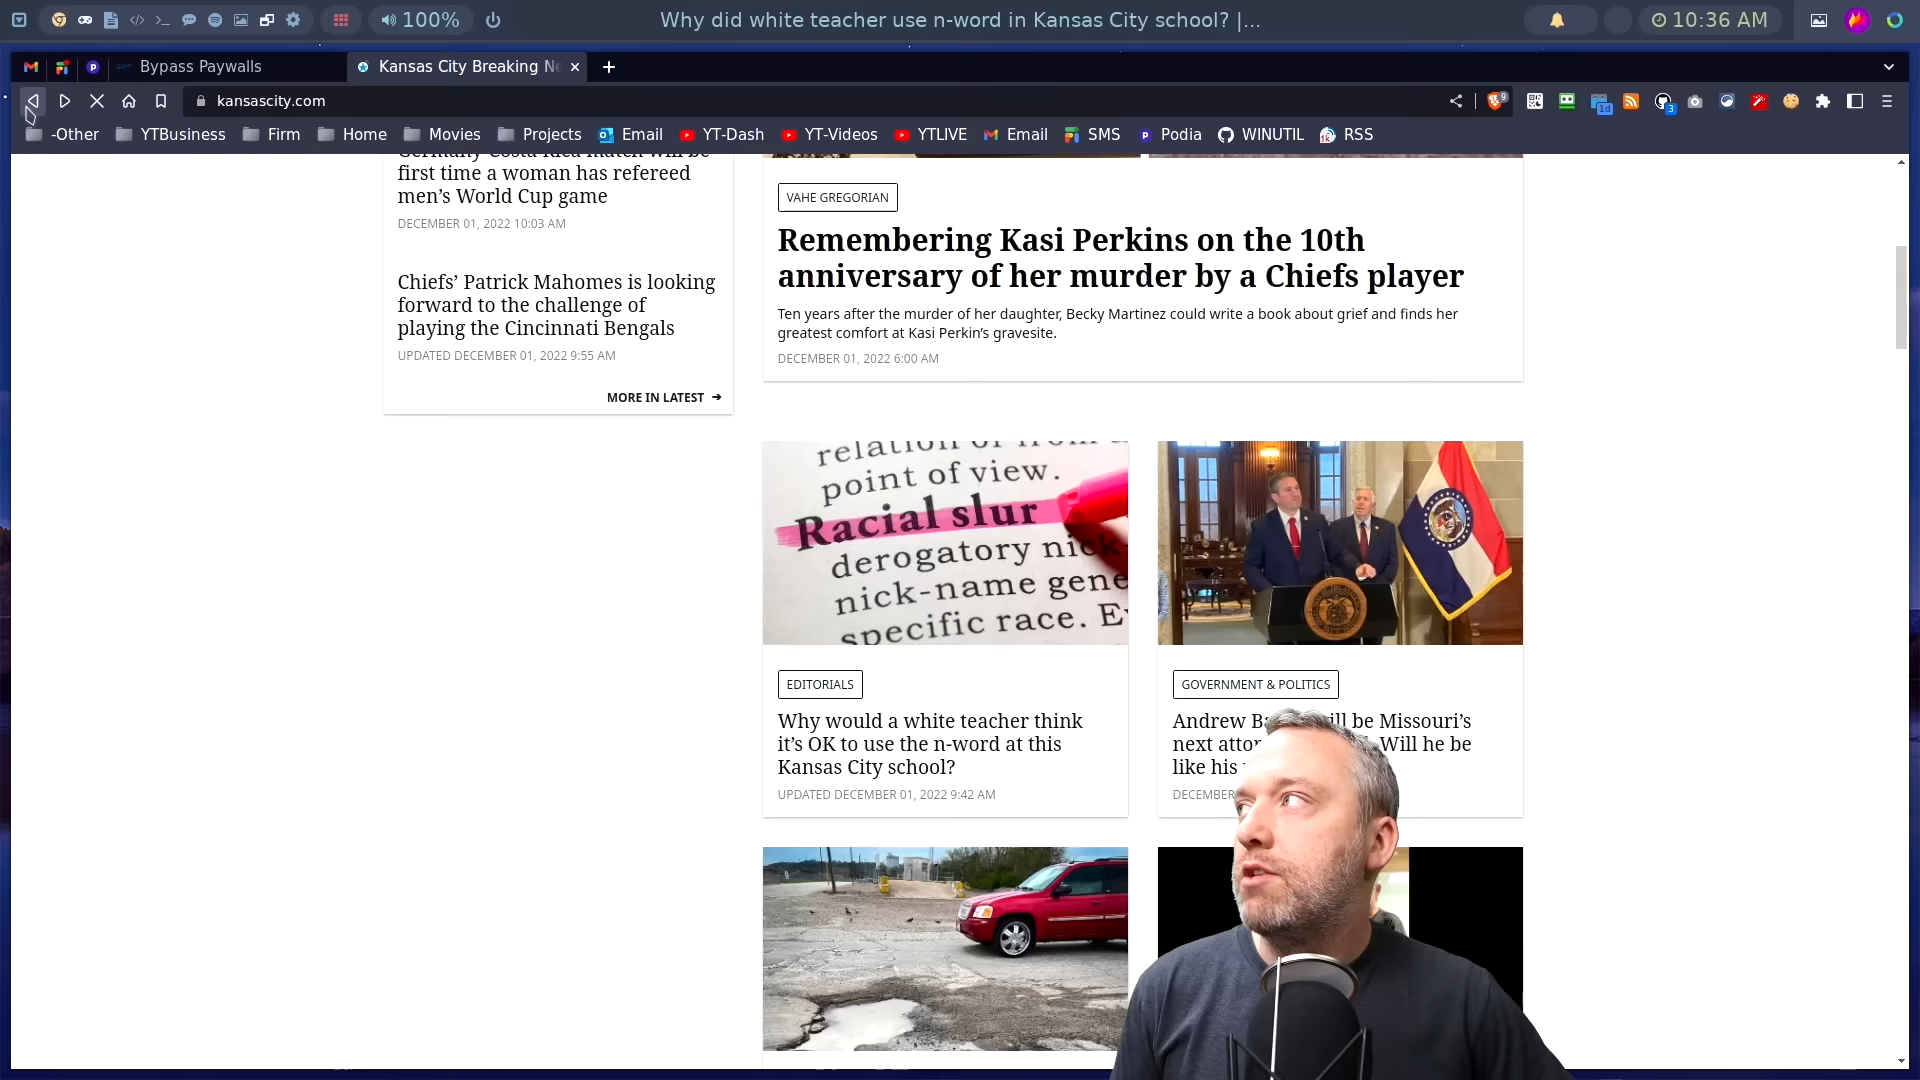 100%
Why did white teacher use n-word in Kansas City school? |...
10:36 AM
Bypass Paywalls
Kansas City Breaking Ne
kansascity.com
9
1d
3
-Other
YTBusiness
Firm
Home
Movies
Projects
Email
YT-Dash
YT-Videos
YTLIVE
Email
SMS
Podia
WINUTIL
RSS
Germany Costa Rica match will be
first time a woman has refereed
men’s World Cup game
DECEMBER 01, 2022 10:03 AM
Chiefs’ Patrick Mahomes is looking
forward to the challenge of
playing the Cincinnati Bengals
UPDATED DECEMBER 01, 2022 9:55 AM
MORE IN LATEST
VAHE GREGORIAN
Remembering Kasi Perkins on the 10th
anniversary of her murder by a Chiefs player
Ten years after the murder of her daughter, Becky Martinez could write a book about grief and finds her
greatest comfort at Kasi Perkin’s gravesite.
DECEMBER 01, 2022 6:00 AM
relation or from
point of view.
Racial slur
derogatory nick
nick-name gene
specific race.
EDITORIALS
Why would a white teacher think
it’s OK to use the n-word at this
Kansas City school?
UPDATED DECEMBER 01, 2022 9:42 AM
GOVERNMENT & POLITICS
Andrew will be Missouri’s
next Will he be
like his
DECEMBER